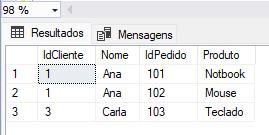 98 %
Resultados Mensagens
IdCliente Nome IdPedido Produto
1 1 Ana 101 Notbook
2 1 Ana 102 Mouse
3 3 Carla 103 Teclado